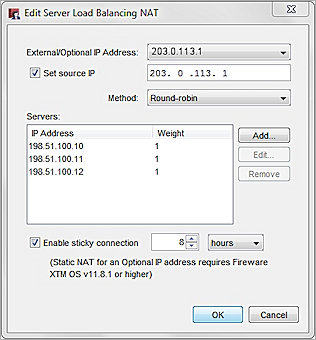 Edit Server Load Balancing NAT
External/Optional IP Address: 203.0.113.1
Set source IP 203. 0 .113. 1
Method: Round-robin
Servers:
IP Address Weight
198.51.100.10 1
198.51.100.11 1
198.51.100.12 1
Add...
Edit...
Remove
Enable sticky connection 8 hours
(Static NAT for an Optional IP address requires Fireware
XTM OS v11.8.1 or higher)
OK Cancel